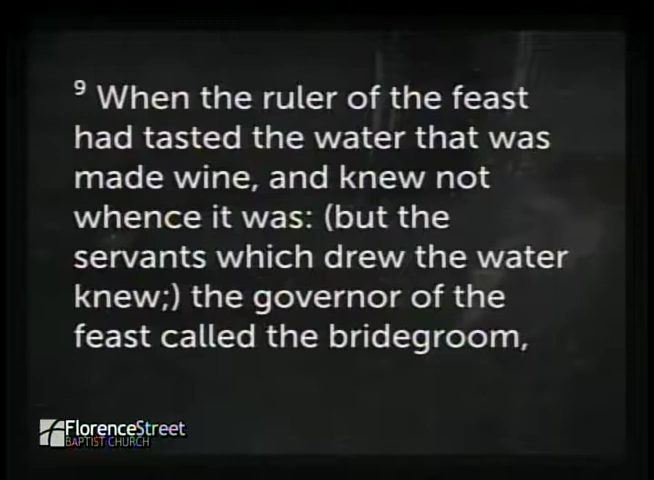 9 When the ruler of the feast
had tasted the water that was
made wine, and knew not
whence it was: (but the
servants which drew the water
knew;) the governor of the
feast called the bridegroom,
FlorenceStreet
BAPTIST CHURCH